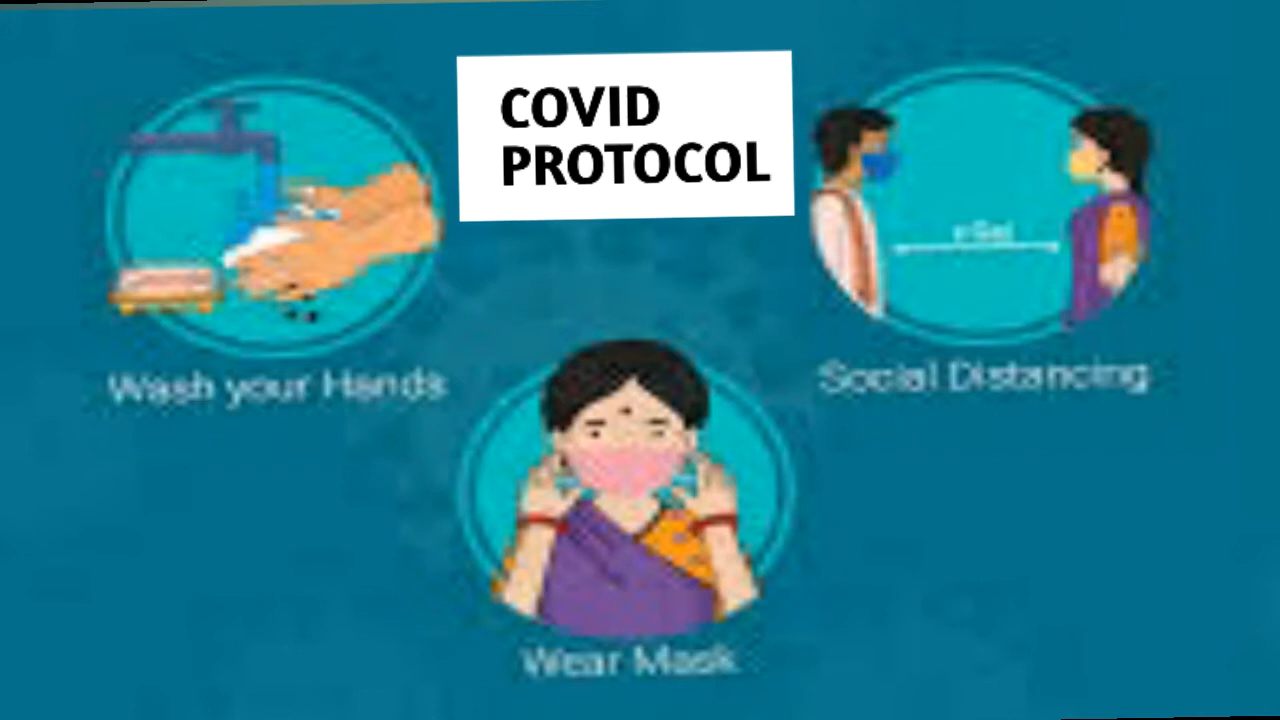 COVID
PROTOCOL
Wash your Hands
Social Distancing
Wear Mask